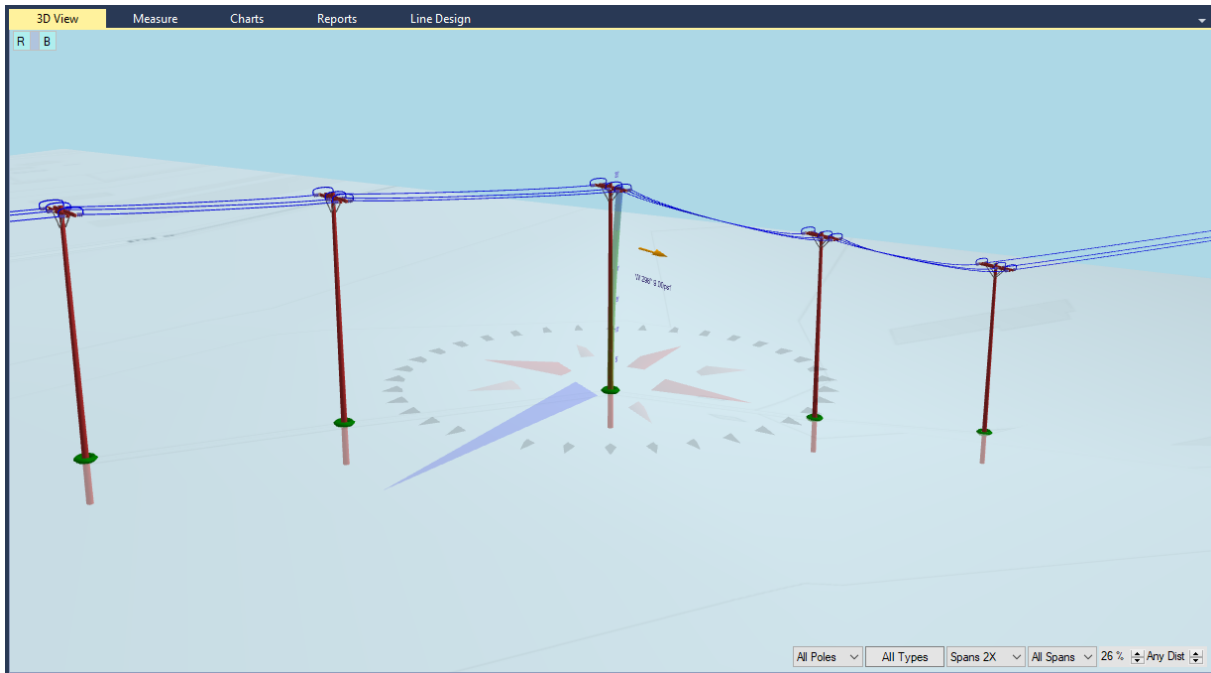 3D View
Measure
Charts
Reports
Line Design
R
B
All Poles
All Types
Spans 2X
All Spans
26 %
Any Dist